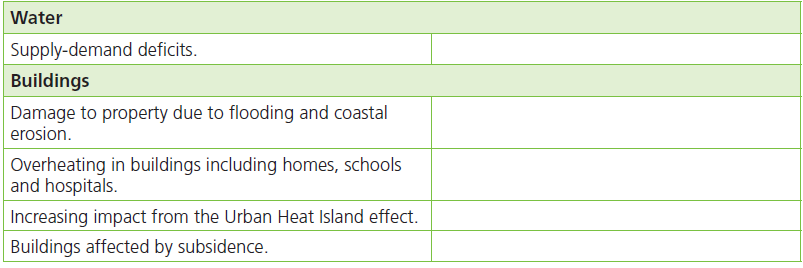 Water
Supply-demand deficits.
Buildings
Damage to property due to flooding and coastal
erosion.
Overheating in buildings including homes, schools
and hospitals.
Increasing impact from the Urban Heat Island effect.
Buildings affected by subsidence.